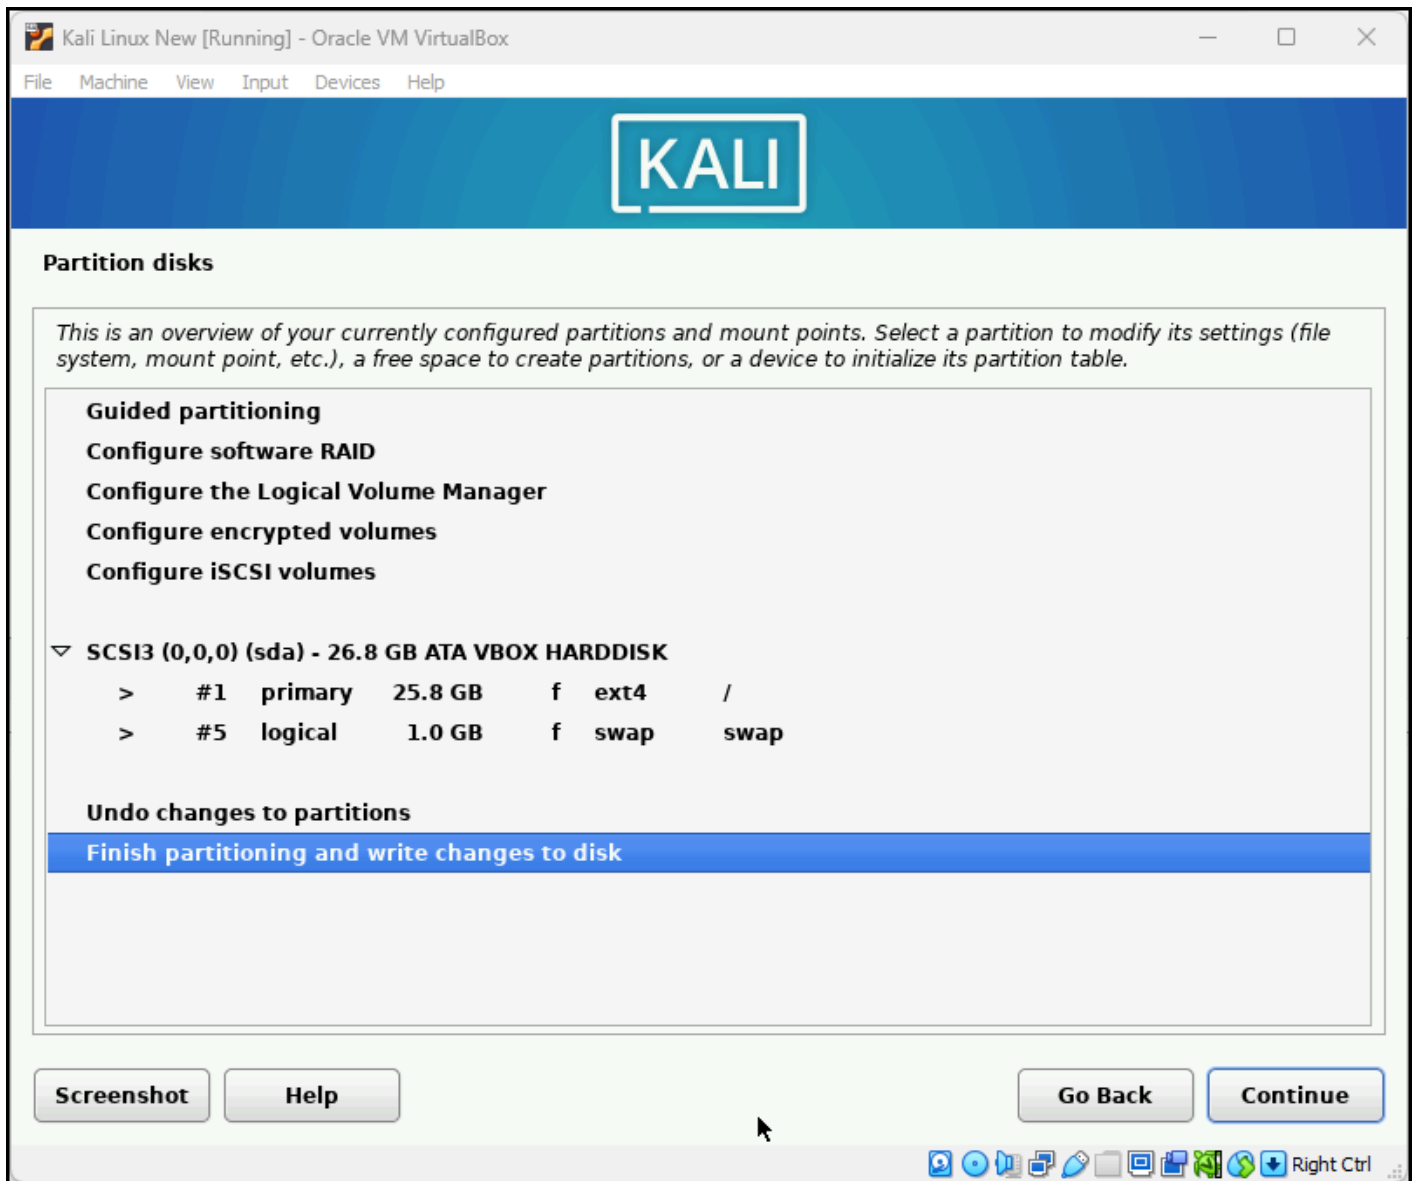 Kali Linux New [Running] - Oracle VM VirtualBox
File Machine View Input Devices Help
KALI
Partition disks
This is an overview of your currently configured partitions and mount points. Select a partition to modify its settings (file
system, mount point, etc.), a free space to create partitions, or a device to initialize its partition table.
Guided partitioning
Configure software RAID
Configure the Logical Volume Manager
Configure encrypted volumes
Configure iSCSI volumes
SCSI3 (0,0,0) (sda) - 26.8 GB ATA VBOX HARDDISK
> #1 primary 25.8 GB f ext4 /
> #5 logical 1.0 GB f swap swap
Undo changes to partitions
Finish partitioning and write changes to disk
Screenshot Help Go Back Continue
Right Ctrl